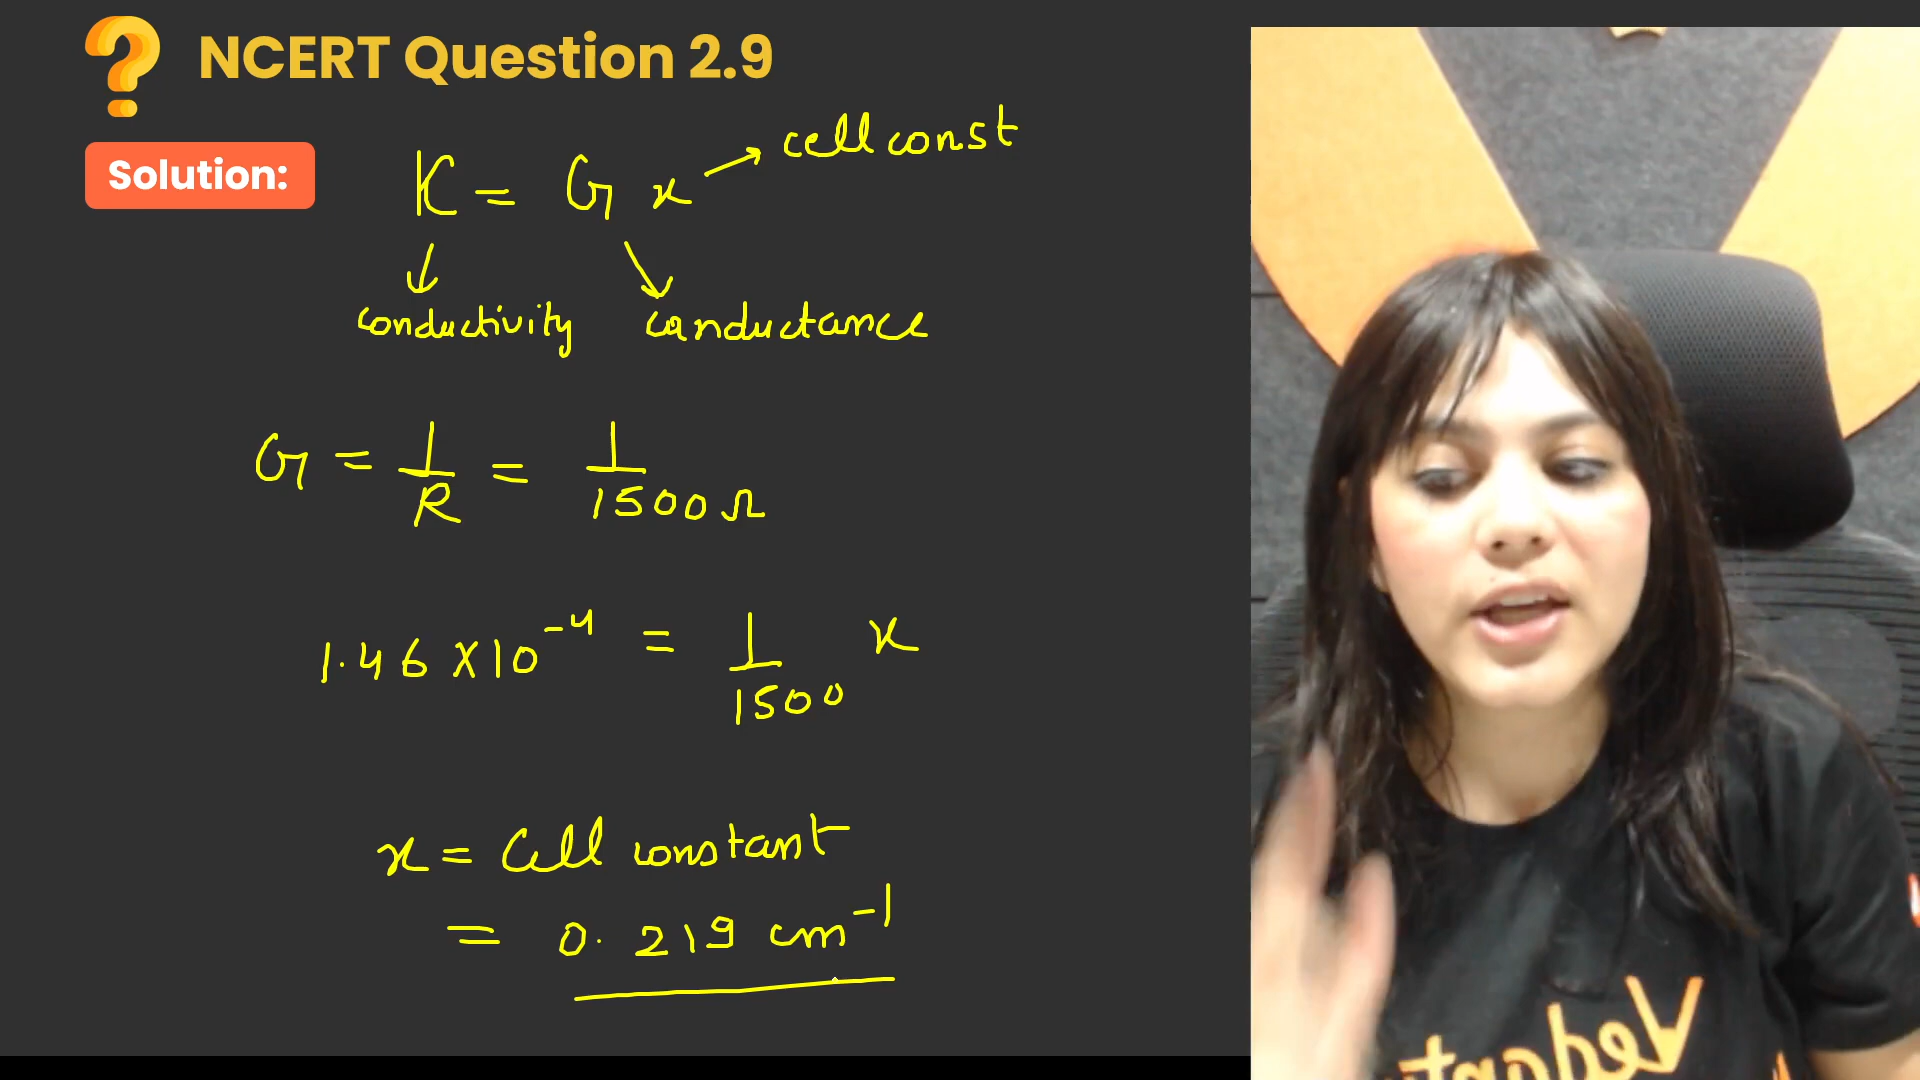 NCERT Question 2.9
Solution:
K = G x → cell const
conductivity conductance
G = 1/R = 1/1500 Ω
1.46 X 10⁻⁴ = 1/1500 x
x = Cell constant
= 0.219 cm⁻¹